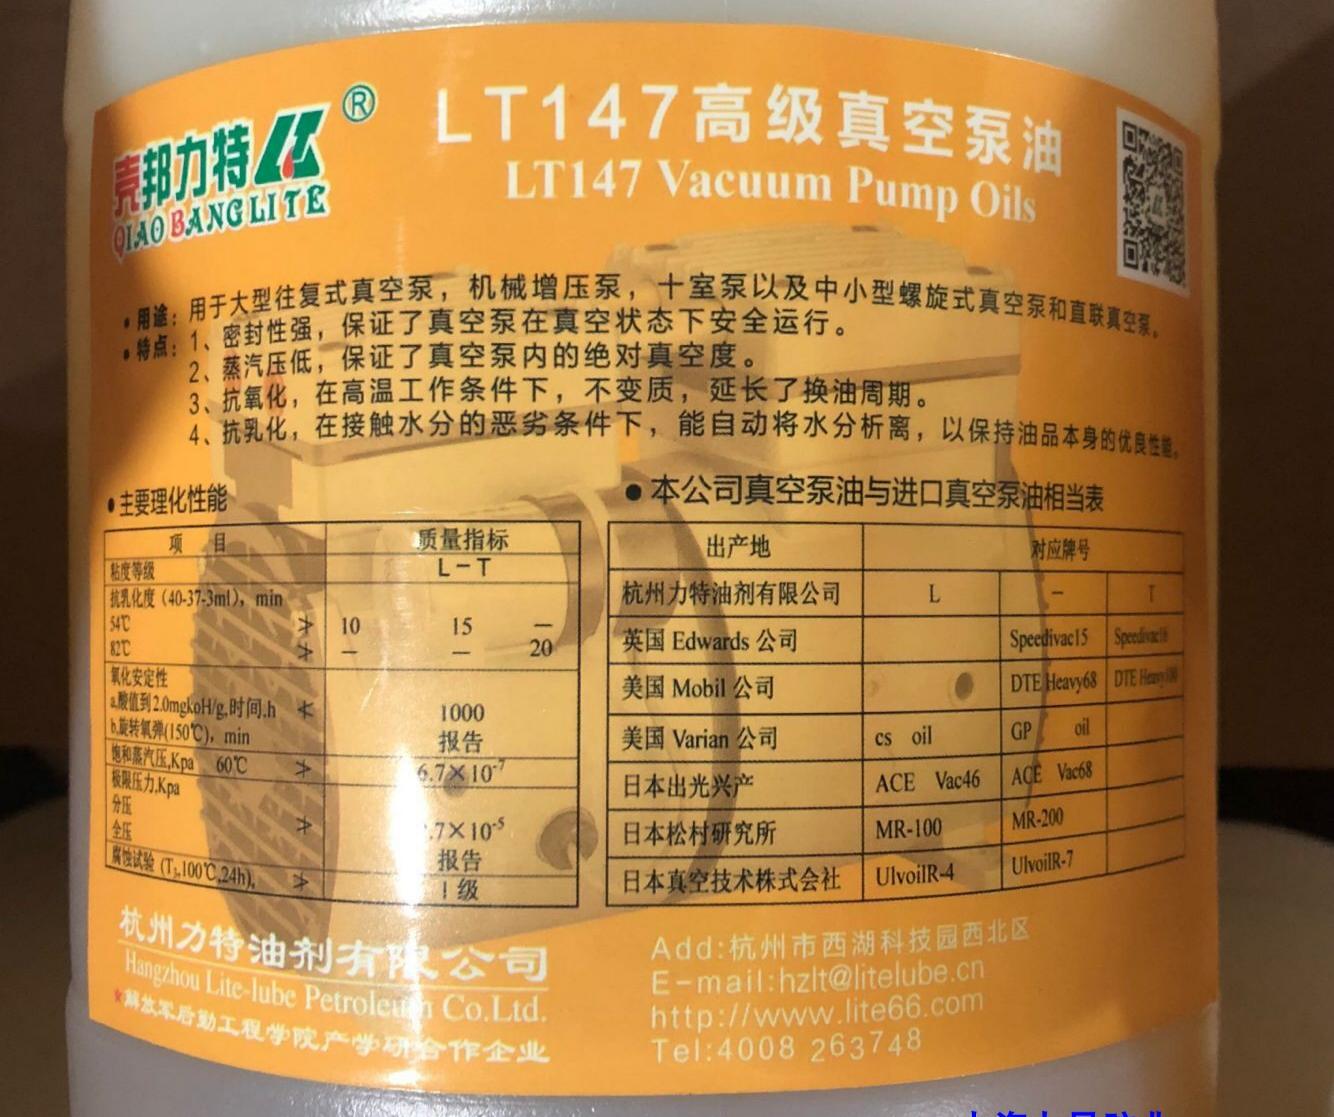 壳邦力特 LT ®
QIAO BANG LITE
LT147高级真空泵油
LT147 Vacuum Pump Oils
• 用途：用于大型往复式真空泵，机械增压泵，十室泵以及中小型螺旋式真空泵和直联真空泵。
• 特点：1、密封性强，保证了真空泵在真空状态下安全运行。
2、蒸汽压低，保证了真空泵内的绝对真空度。
3、抗氧化，在高温工作条件下，不变质，延长了换油周期。
4、抗乳化，在接触水分的恶劣条件下，能自动将水分析离，以保持油品本身的优良性能。
●主要理化性能
项 目 质量指标
粘度等级 L-T
抗乳化度（40-37-3ml），min
54℃ 10 15 —
82℃ — — 20
氧化安定性
a.酸值到2.0mgkoH/g,时间.h 1000
b.旋转氧弹(150℃)，min 报告
饱和蒸汽压,Kpa 60℃ 6.7×10-7
极限压力,Kpa
分压 .7×10-5
全压 报告
腐蚀试验 (T3,100℃,24h), 1级
●本公司真空泵油与进口真空泵油相当表
出产地 对应牌号
杭州力特油剂有限公司 L — T
英国 Edwards 公司 Speedivac15 Speedivac16
美国 Mobil 公司 DTE Heavy68 DTE Heavy100
美国 Varian 公司 cs oil GP oil
日本出光兴产 ACE Vac46 ACE Vac68
日本松村研究所 MR-100 MR-200
日本真空技术株式会社 UlvoilR-4 UlvoilR-7
杭州力特油剂有限公司
Hangzhou Lite-lube Petroleum Co.Ltd.
★解放军后勤工程学院产学研合作企业
Add:杭州市西湖科技园西北区
E-mail:hzlt@litelube.cn
http://www.lite66.com
Tel:4008 263748